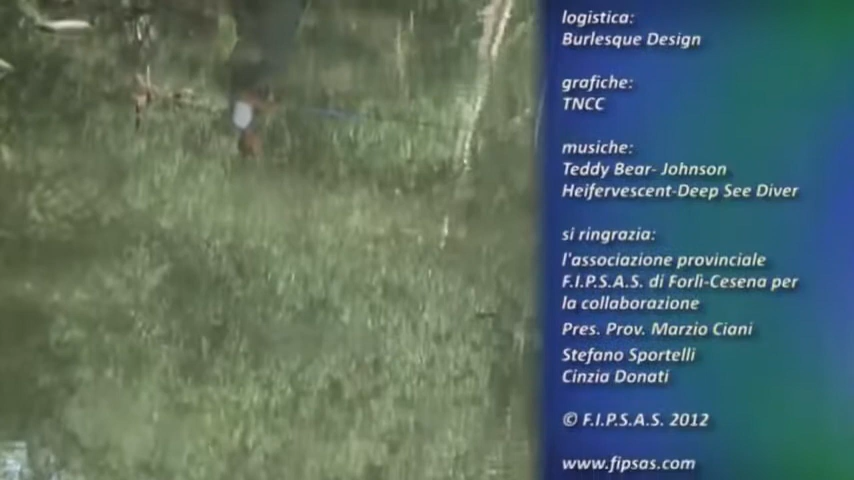 logistica:
Burlesque Design
grafiche:
TNCC
musiche:
Teddy Bear- Johnson
Heifervescent-Deep See Diver
si ringrazia:
l'associazione provinciale
F.I.P.S.A.S. di Forlì-Cesena per
la collaborazione
Pres. Prov. Marzio Ciani
Stefano Sportelli
Cinzia Donati
© F.I.P.S.A.S. 2012
www.fipsas.com